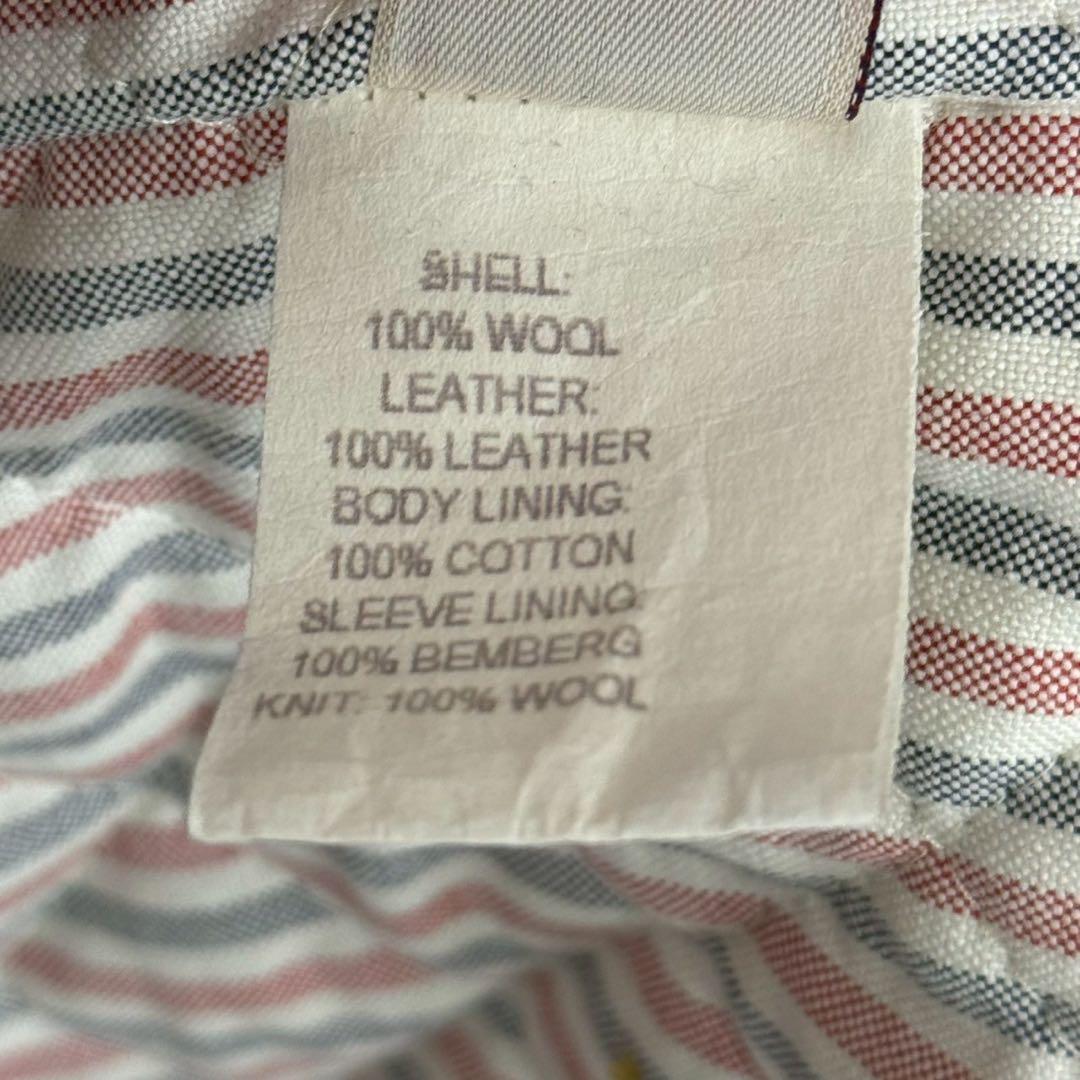 SHELL:
100% WOOL
LEATHER:
100% LEATHER
BODY LINING:
100% COTTON
SLEEVE LINING:
100% BEMBERG
KNIT: 100% WOOL